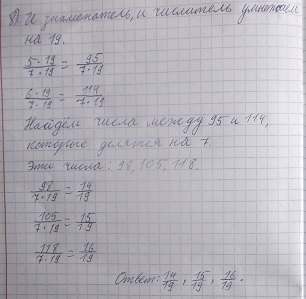 8) И знаменатель, и числитель умножаем
на 19.
5·19/7·19 = 95/7·19
6·19/7·19 = 114/7·19
Найдём числа между 95 и 114,
которые делятся на 7.
Эти числа: 98, 105, 118.
98/7·19 = 14/19
105/7·19 = 15/19
118/7·19 = 16/19
Ответ: 14/19, 15/19, 16/19.